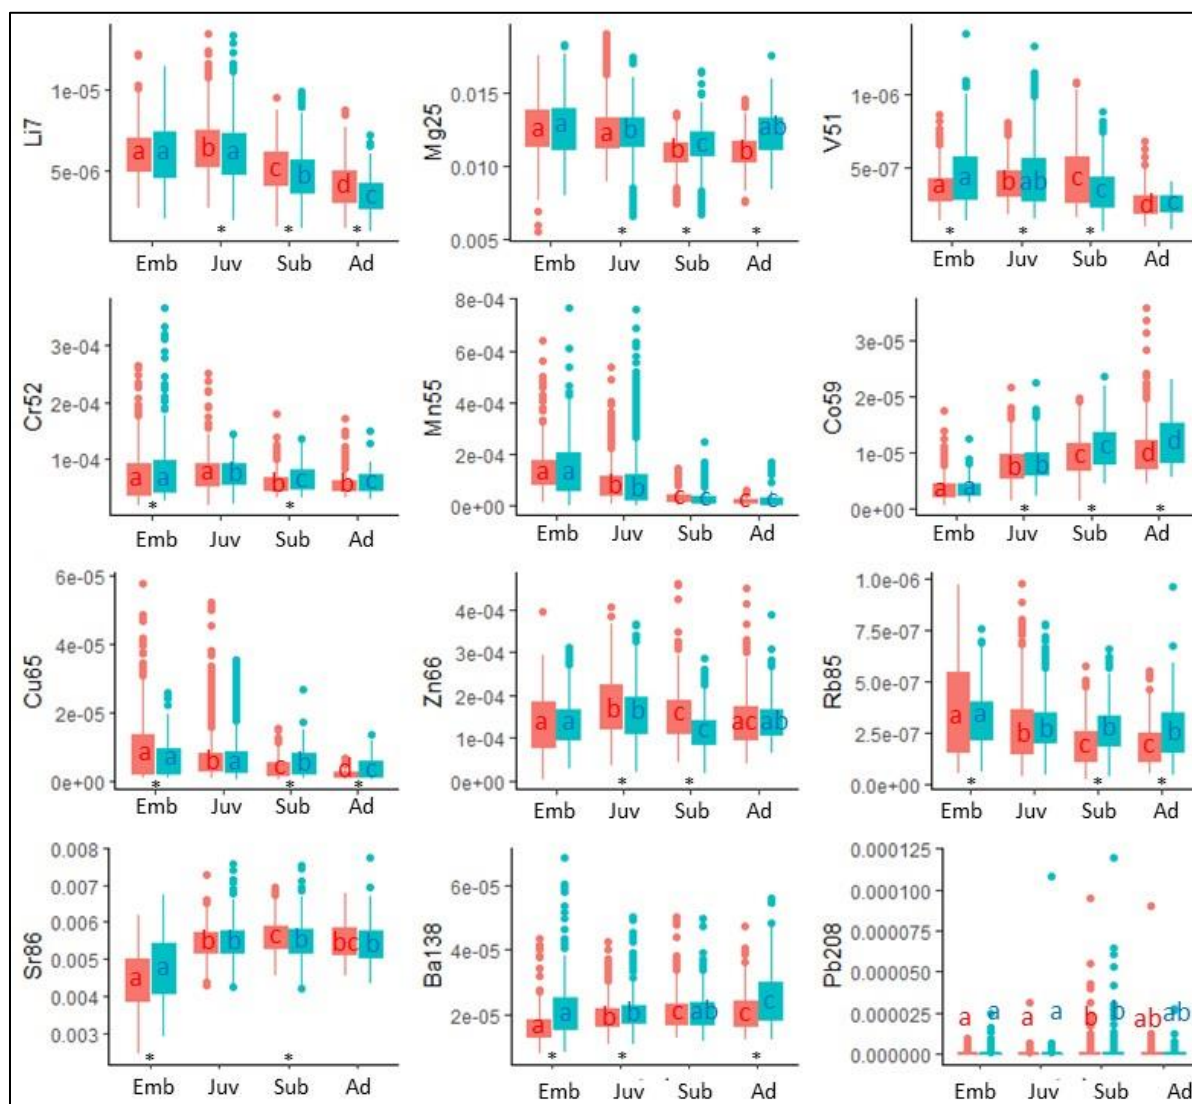 Li7
1e-05
5e-06
a a b a c b d c
* * *
Emb Juv Sub Ad
Mg25
0.015
0.010
0.005
a a a b b c b ab
* * *
Emb Juv Sub Ad
V51
1e-06
5e-07
a a b ab c b d c
* * *
Emb Juv Sub Ad
Cr52
3e-04
2e-04
1e-04
a a a b b c b c
* *
Emb Juv Sub Ad
Mn55
8e-04
6e-04
4e-04
2e-04
0e+00
a a b b c c c c
Emb Juv Sub Ad
Co59
3e-05
2e-05
1e-05
0e+00
a a b b c c d d
* * *
Emb Juv Sub Ad
Cu65
6e-05
4e-05
2e-05
0e+00
a a b a c b d c
* * *
Emb Juv Sub Ad
Zn66
4e-04
3e-04
2e-04
1e-04
0e+00
a a b b c c ac ab
* *
Emb Juv Sub Ad
Rb85
1.0e-06
7.5e-07
5.0e-07
2.5e-07
0.0e+00
a a b b c b c b
* * *
Emb Juv Sub Ad
Sr86
0.008
0.007
0.006
0.005
0.004
0.003
a a b b c b bc b
* *
Emb Juv Sub Ad
Ba138
6e-05
4e-05
2e-05
a a b b c ab c c
* * *
Emb Juv Sub Ad
Pb208
0.000125
0.000100
0.000075
0.000050
0.000025
0.000000
a a a a b b ab ab
Emb Juv Sub Ad